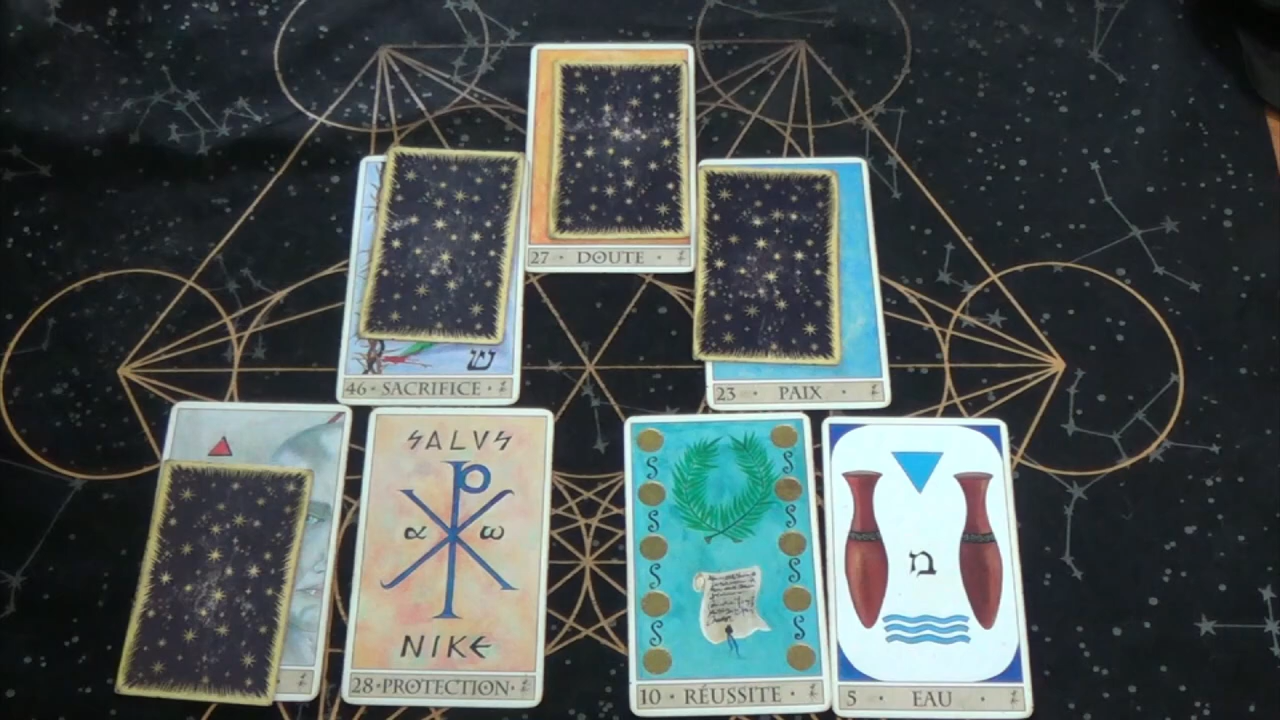 27 · DOUTE ·
ש
46 · SACRIFICE ·
23 · PAIX ·
SALVS
α ω
NIKE
28 · PROTECTION ·
S S
S S
S S
S S
10 · RÉUSSITE ·
מ
5 · EAU ·